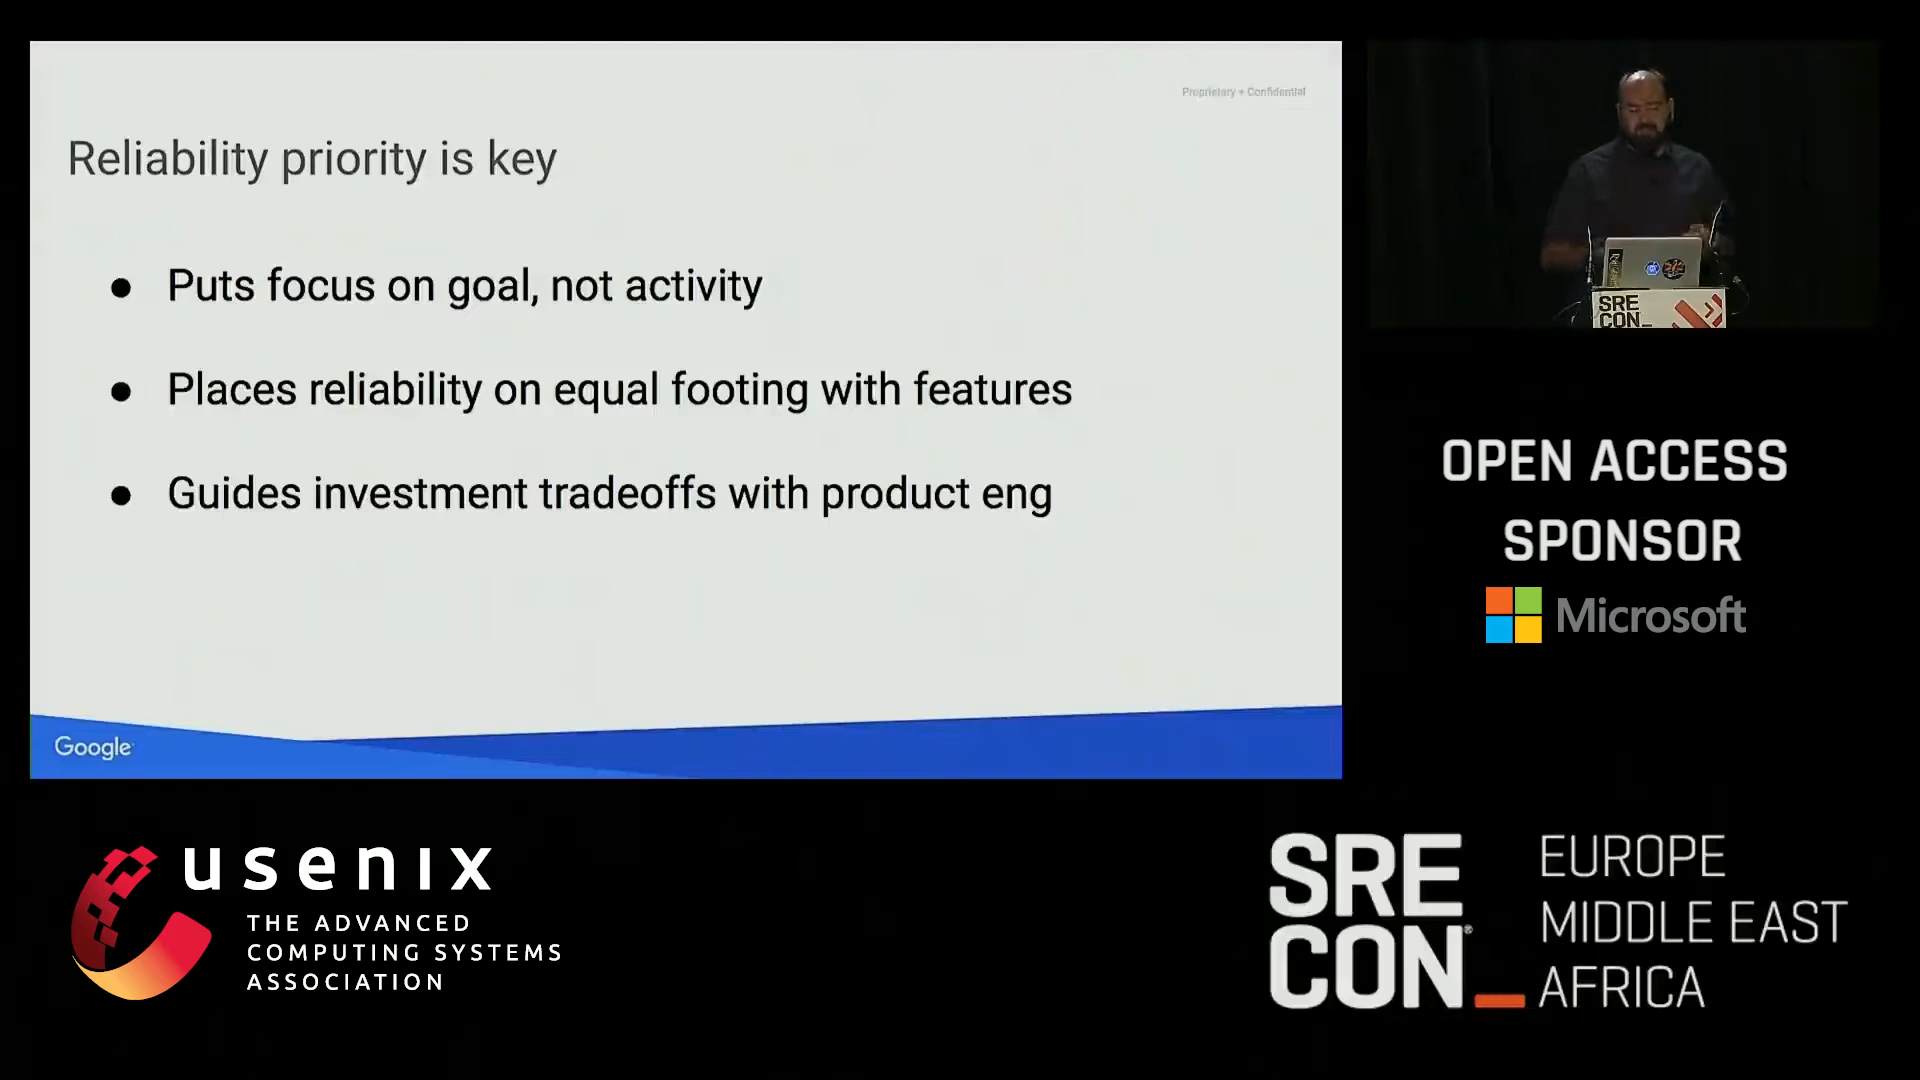 Proprietary + Confidential
Reliability priority is key
● Puts focus on goal, not activity
● Places reliability on equal footing with features
● Guides investment tradeoffs with product eng
Google
SRE
CON_
OPEN ACCESS
SPONSOR
Microsoft
usenix
THE ADVANCED
COMPUTING SYSTEMS
ASSOCIATION
SRE
CON_®
EUROPE
MIDDLE EAST
AFRICA